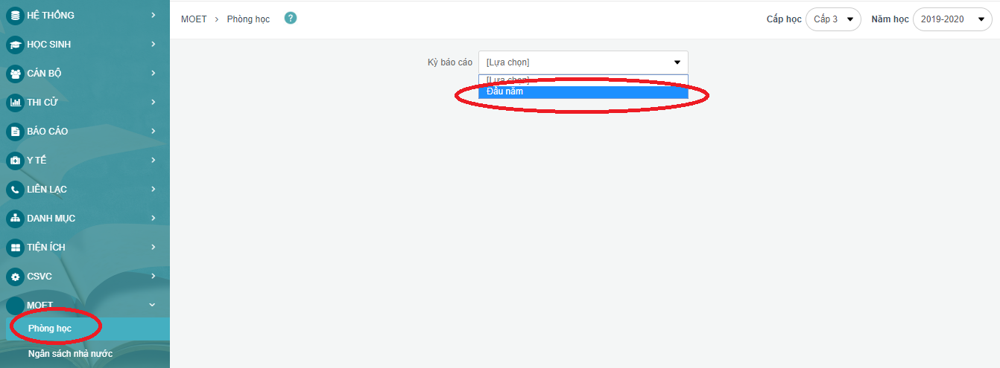 HỆ THỐNG
HỌC SINH
CÁN BỘ
THI CỬ
BÁO CÁO
Y TẾ
LIÊN LẠC
DANH MỤC
TIỆN ÍCH
CSVC
MOET
Phòng học
Ngân sách nhà nước
MOET > Phòng học ?
Cấp học Cấp 3 Năm học 2019-2020
Kỳ báo cáo [Lựa chọn]
[Lựa chọn]
Đầu năm